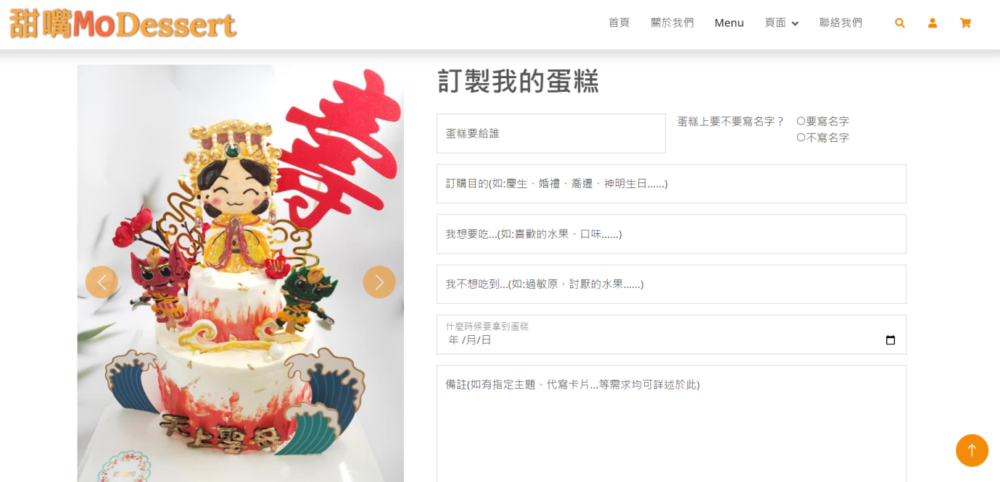 甜嘴MoDessert
首頁 關於我們 Menu 頁面 聯絡我們
壽
天上聖母
訂製我的蛋糕
蛋糕要給誰
蛋糕上要不要寫名字？ 要寫名字
不寫名字
訂購目的(如:慶生、婚禮、喬遷、神明生日......)
我想要吃...(如:喜歡的水果、口味......)
我不想吃到...(如:過敏原、討厭的水果......)
什麼時候要拿到蛋糕
年 /月/日
備註(如有指定主題、代寫卡片...等需求均可詳述於此)